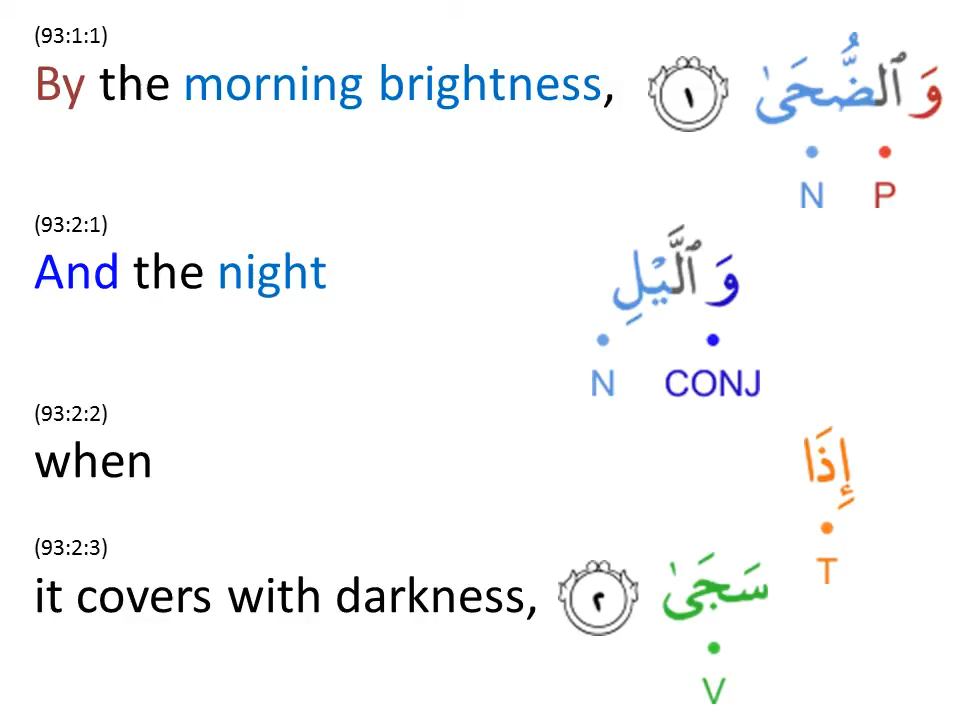 (93:1:1)
By the morning brightness,
١ وَٱلضُّحَىٰ
N P
(93:2:1)
And the night
وَٱلَّيْلِ
N CONJ
(93:2:2)
when
إِذَا
T
(93:2:3)
it covers with darkness,
٢ سَجَىٰ
V